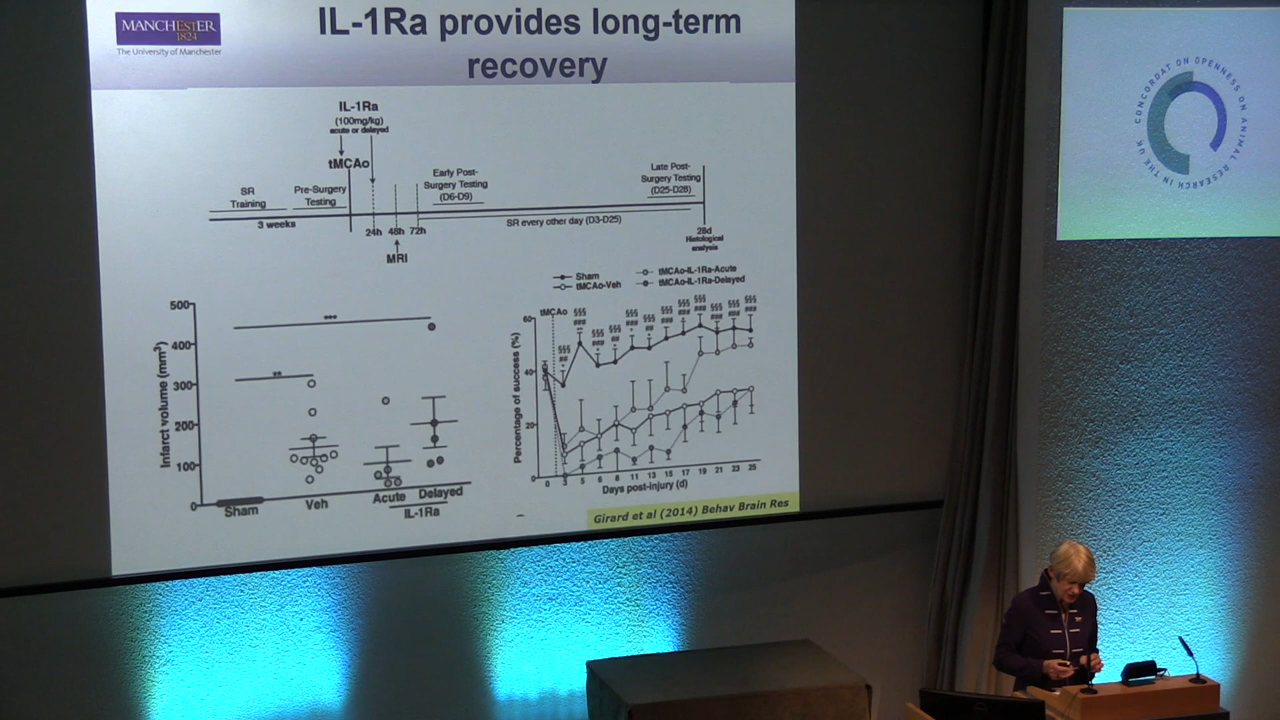 MANCHESTER
1824
The University of Manchester
IL-1Ra provides long-term
recovery
IL-1Ra
(100mg/kg)
acute or delayed
tMCAo
SR
Training
Pre-Surgery
Testing
Early Post-
Surgery Testing
(D6-D9)
Late Post-
Surgery Testing
(D25-D28)
3 weeks
24h 48h 72h
SR every other day (D3-D25)
28d
Histological
analysis
MRI
Sham
tMCAo-Veh
tMCAo-IL-1Ra-Acute
tMCAo-IL-1Ra-Delayed
Infarct volume (mm³)
500
400
300
200
100
0
***
**
Sham
Veh
Acute
Delayed
IL-1Ra
Percentage of success (%)
60
40
20
0
tMCAo
0 3 5 6 8 11 13 15 17 19 21 23 25
Days post-injury (d)
Girard et al (2014) Behav Brain Res
CONCORDAT ON OPENNESS ON ANIMAL RESEARCH IN THE UK